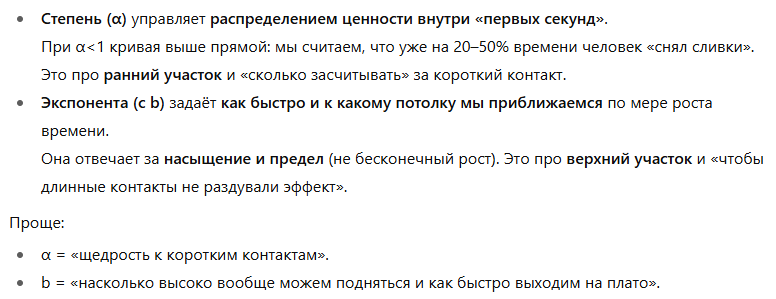 • Степень (α) управляет распределением ценности внутри «первых секунд».
При α<1 кривая выше прямой: мы считаем, что уже на 20–50% времени человек «снял сливки».
Это про ранний участок и «сколько засчитывать» за короткий контакт.
• Экспонента (с b) задаёт как быстро и к какому потолку мы приближаемся по мере роста
времени.
Она отвечает за насыщение и предел (не бесконечный рост). Это про верхний участок и «чтобы
длинные контакты не раздували эффект».
Проще:
• α = «щедрость к коротким контактам».
• b = «насколько высоко вообще можем подняться и как быстро выходим на плато».